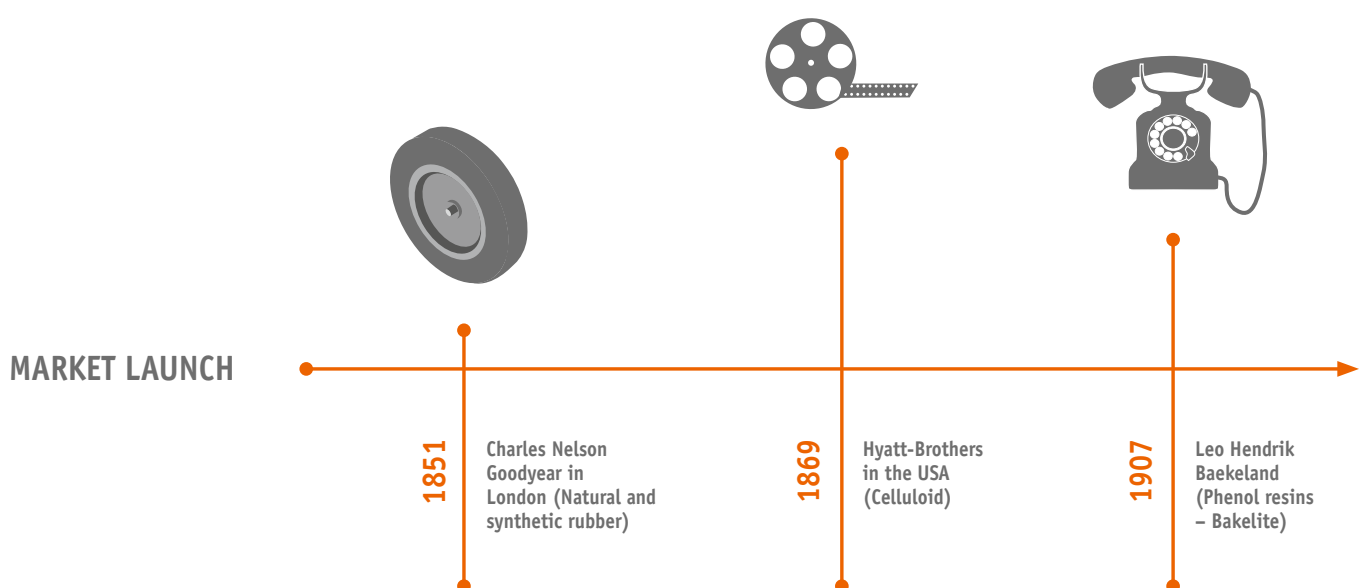 MARKET LAUNCH
1851
Charles Nelson
Goodyear in
London (Natural and
synthetic rubber)
1869
Hyatt-Brothers
in the USA
(Celluloid)
1907
Leo Hendrik
Baekeland
(Phenol resins
– Bakelite)